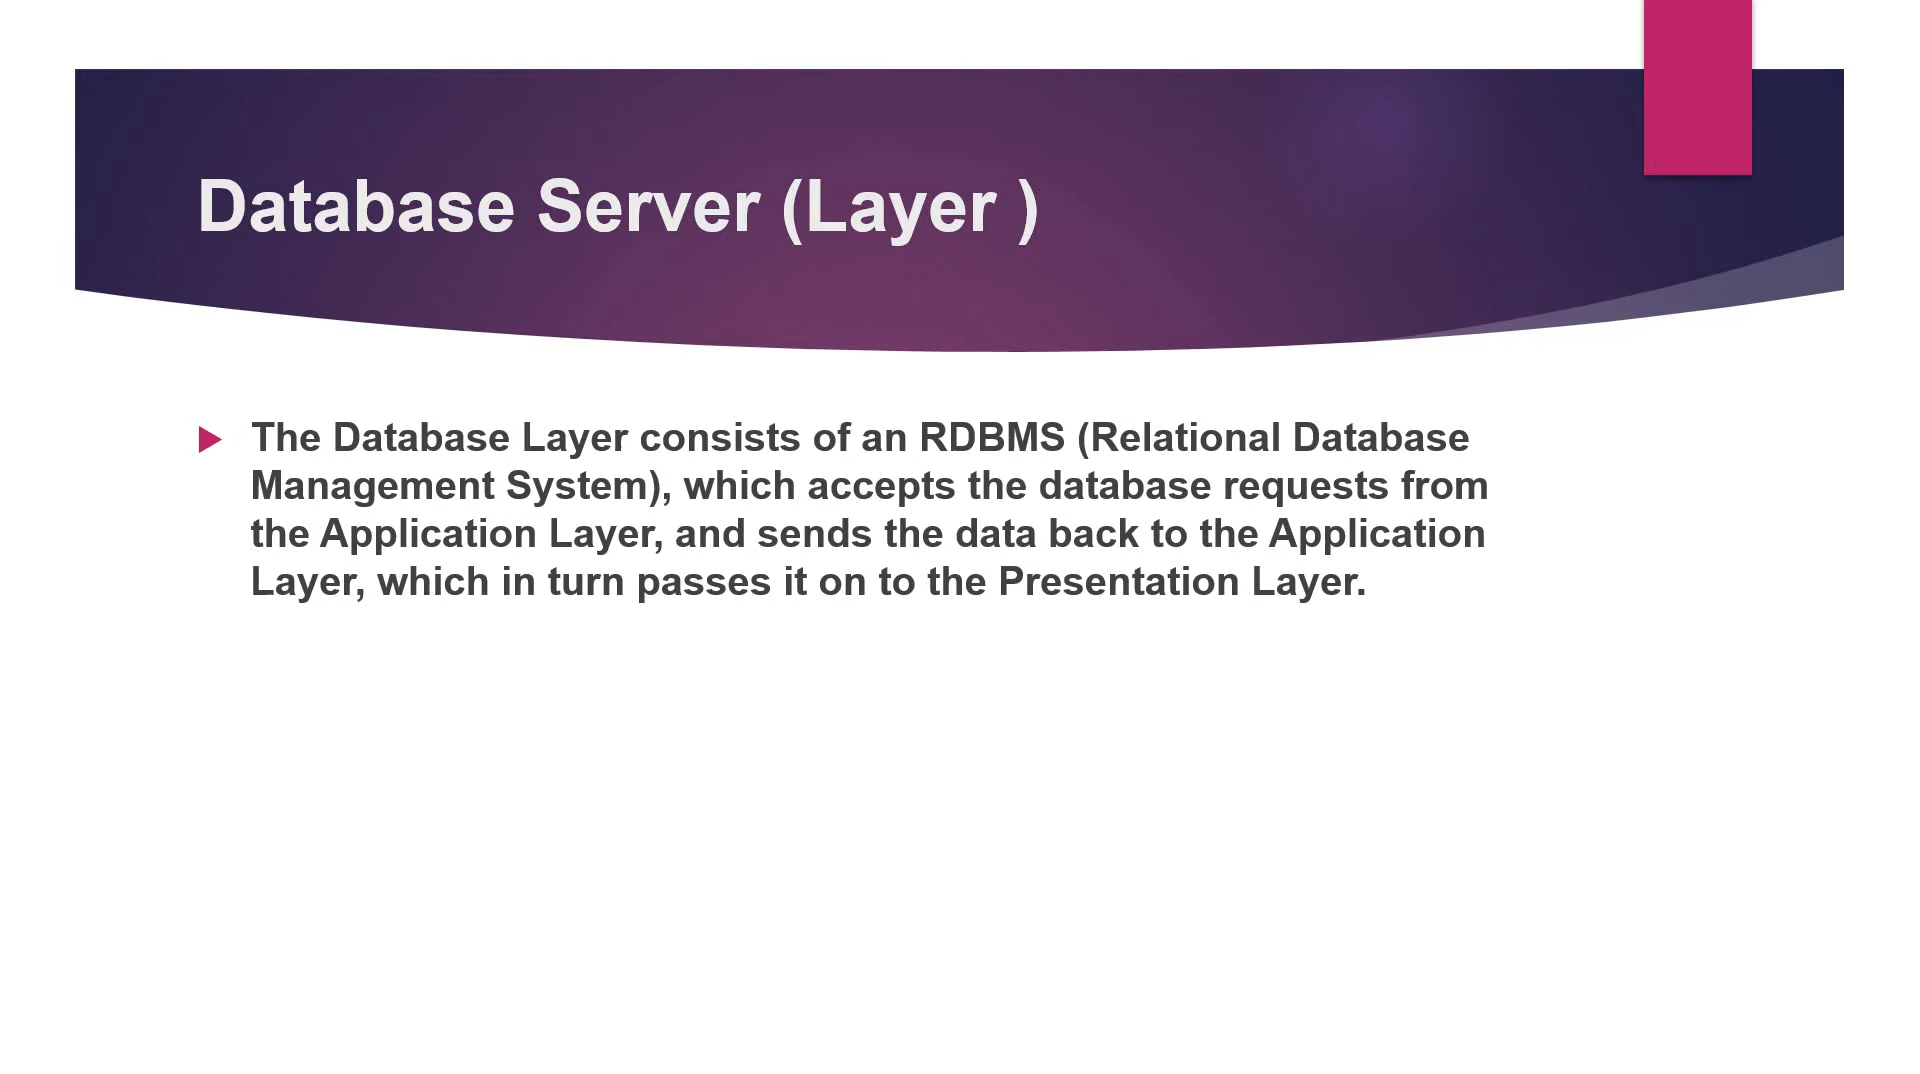 Database Server (Layer )
The Database Layer consists of an RDBMS (Relational Database
Management System), which accepts the database requests from
the Application Layer, and sends the data back to the Application
Layer, which in turn passes it on to the Presentation Layer.